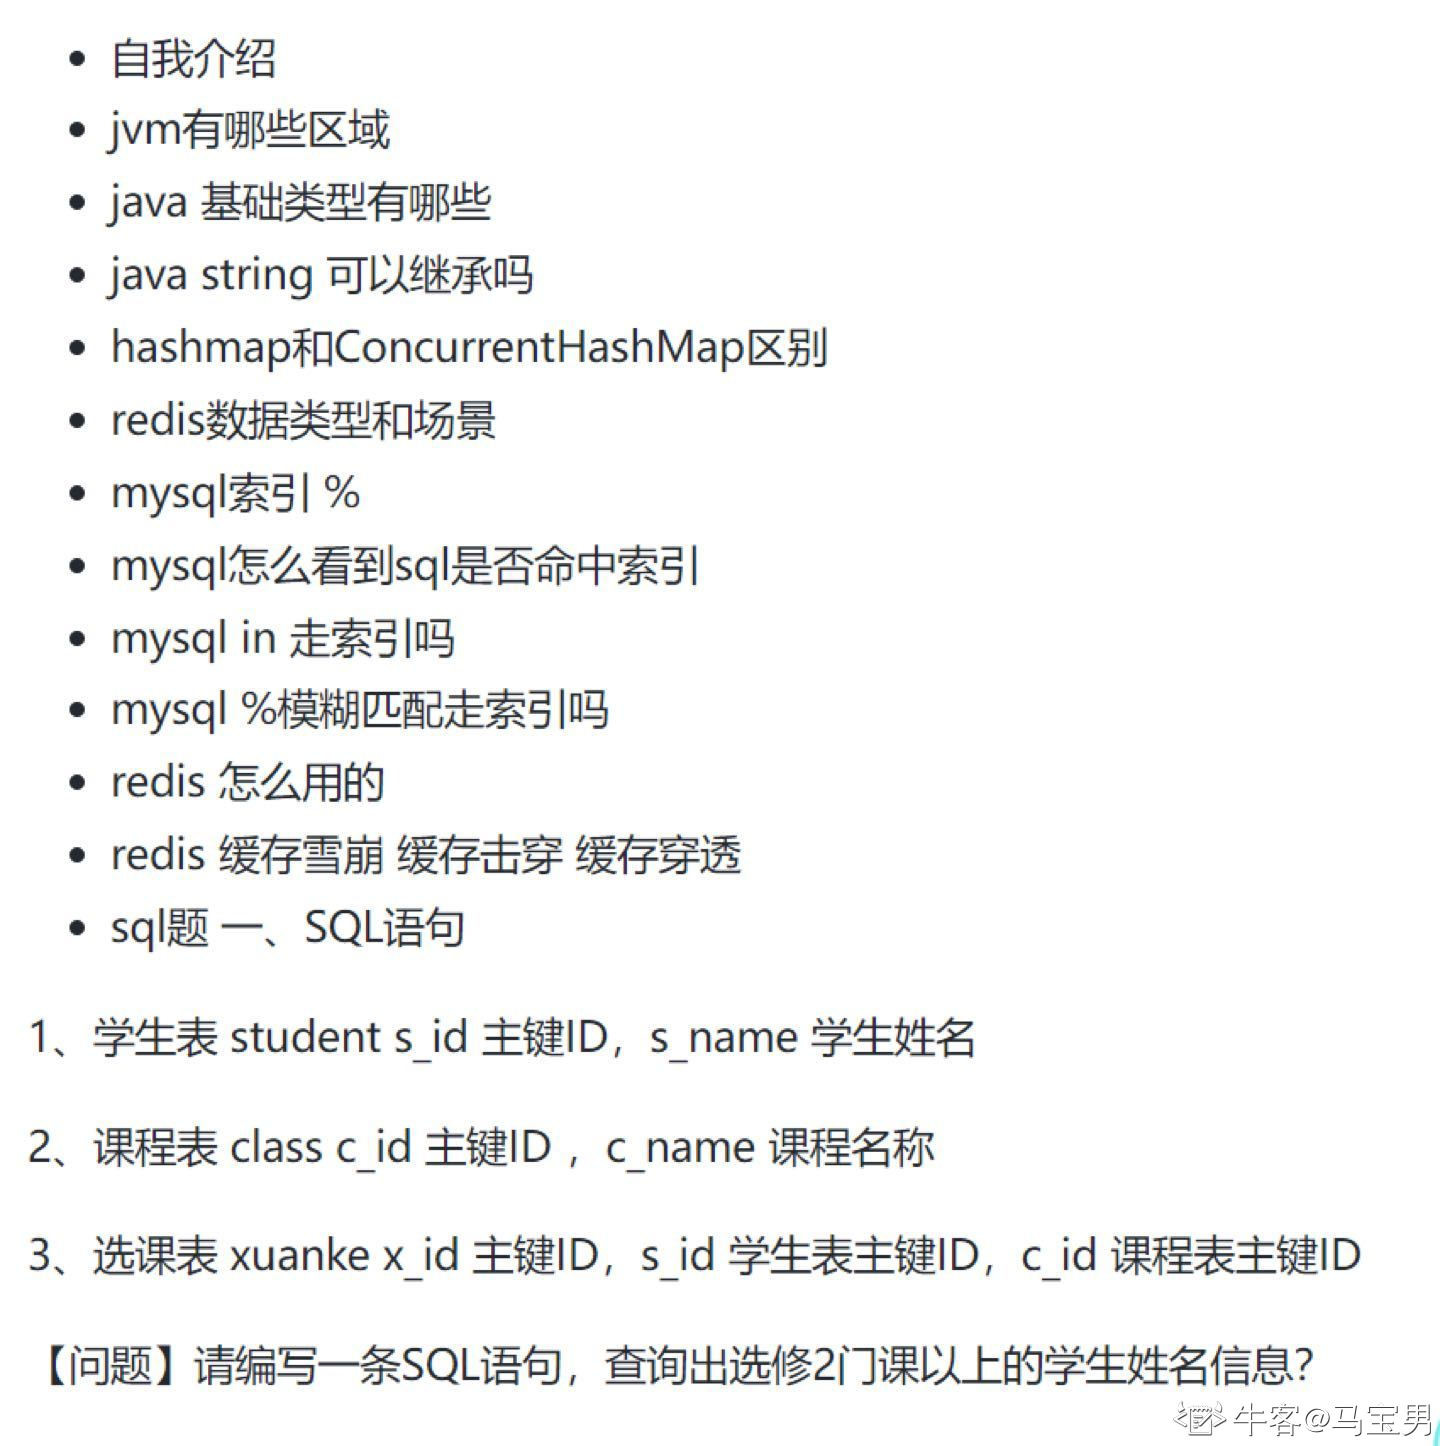 自我介绍
jvm有哪些区域
java 基础类型有哪些
java string 可以继承吗
hashmap和ConcurrentHashMap区别
redis数据类型和场景
mysql索引 %
mysql怎么看到sql是否命中索引
mysql in 走索引吗
mysql %模糊匹配走索引吗
redis 怎么用的
redis 缓存雪崩 缓存击穿 缓存穿透
sql题 一、SQL语句
1、学生表 student s_id 主键ID，s_name 学生姓名
2、课程表 class c_id 主键ID ，c_name 课程名称
3、选课表 xuanke x_id 主键ID，s_id 学生表主键ID，c_id 课程表主键ID
【问题】请编写一条SQL语句，查询出选修2门课以上的学生姓名信息？
牛客@马宝男